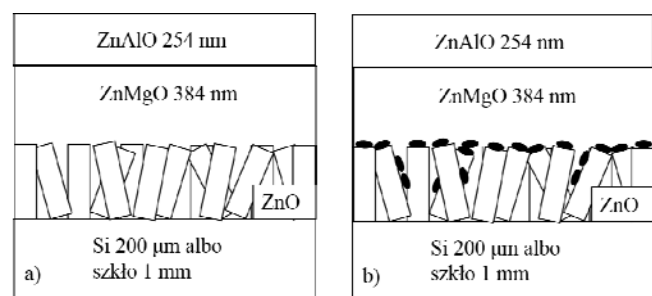 ZnAlO 254 nm
ZnMgO 384 nm
ZnO
Si 200 µm albo
szkło 1 mm
a)
ZnAlO 254 nm
ZnMgO 384 nm
ZnO
Si 200 µm albo
szkło 1 mm
b)